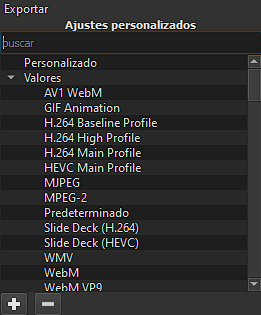 Exportar
Ajustes personalizados
buscar
Personalizado
Valores
AV1 WebM
GIF Animation
H.264 Baseline Profile
H.264 High Profile
H.264 Main Profile
HEVC Main Profile
MJPEG
MPEG-2
Predeterminado
Slide Deck (H.264)
Slide Deck (HEVC)
WMV
WebM
WebM VP9